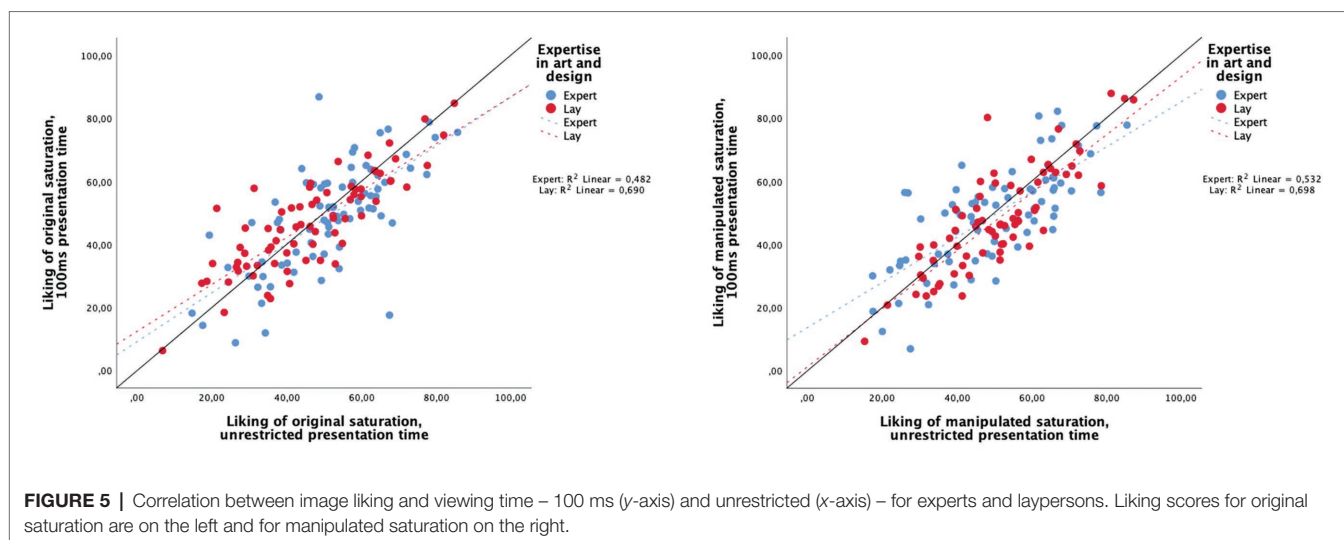 100,00
80,00
60,00
40,00
20,00
,00
Liking of original saturation,
100ms presentation time
,00 20,00 40,00 60,00 80,00 100,00
Liking of original saturation,
unrestricted presentation time
Expertise
in art and
design
Expert
Lay
Expert
Lay
Expert: R² Linear = 0,482
Lay: R² Linear = 0,690
100,00
80,00
60,00
40,00
20,00
,00
Liking of manipulated saturation,
100ms presentation time
,00 20,00 40,00 60,00 80,00 100,00
Liking of manipulated saturation,
unrestricted presentation time
Expertise
in art and
design
Expert
Lay
Expert
Lay
Expert: R² Linear = 0,532
Lay: R² Linear = 0,698
FIGURE 5 | Correlation between image liking and viewing time – 100 ms (y-axis) and unrestricted (x-axis) – for experts and laypersons. Liking scores for original
saturation are on the left and for manipulated saturation on the right.